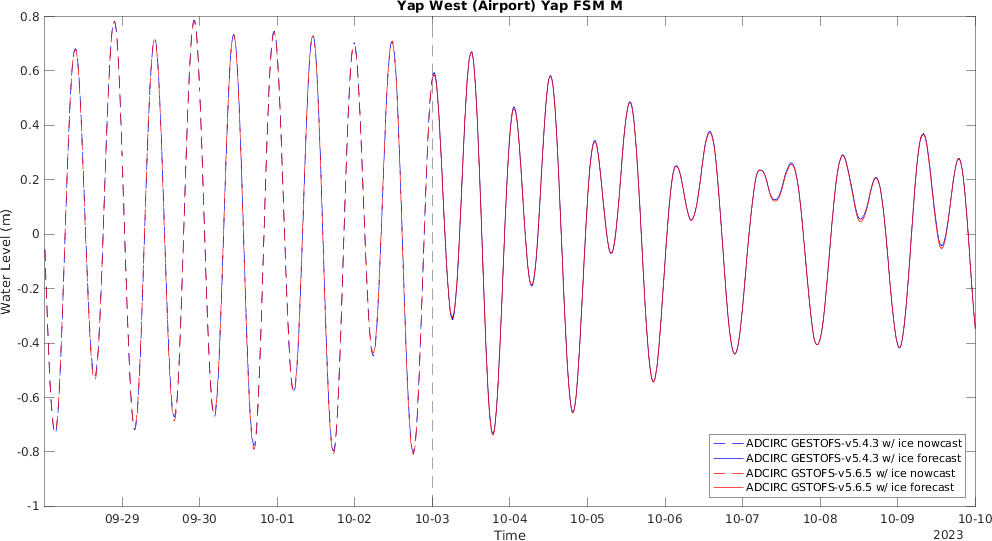 Yap West (Airport) Yap FSM M
0.8
0.6
0.4
0.2
0
-0.2
-0.4
-0.6
-0.8
-1
Water Level (m)
ADCIRC GESTOFS-v5.4.3 w/ ice nowcast
ADCIRC GESTOFS-v5.4.3 w/ ice forecast
ADCIRC GSTOFS-v5.6.5 w/ ice nowcast
ADCIRC GSTOFS-v5.6.5 w/ ice forecast
09-29 09-30 10-01 10-02 10-03 10-04 10-05 10-06 10-07 10-08 10-09 10-10
Time
2023